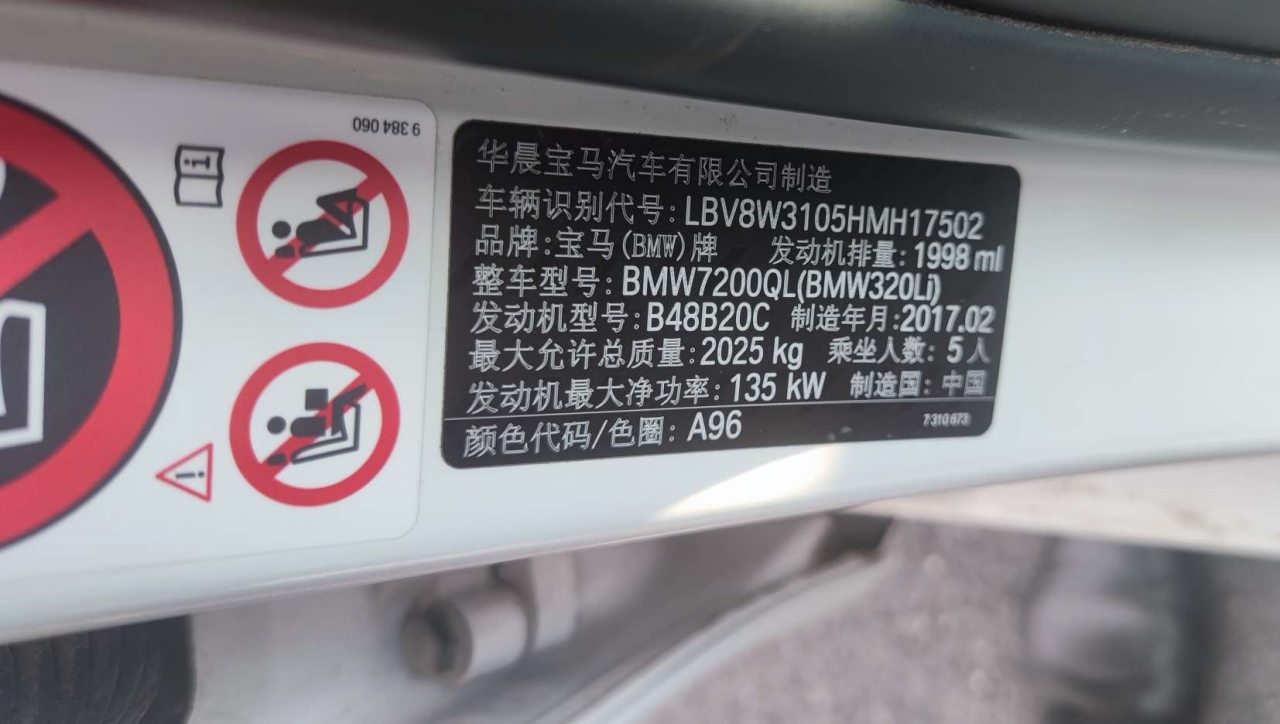 9 384 060
华晨宝马汽车有限公司制造
车辆识别代号: LBV8W3105HMH17502
品牌: 宝马(BMW)牌 发动机排量: 1998 ml
整车型号: BMW7200QL(BMW320Li)
发动机型号: B48B20C 制造年月: 2017.02
最大允许总质量: 2025 kg 乘坐人数: 5人
发动机最大净功率: 135 kW 制造国: 中国
颜色代码/色圈: A96 7 310 673